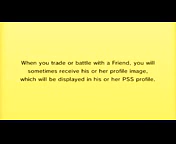 When you trade or battle with a Friend, you will
sometimes receive his or her profile image,
which will be displayed in his or her PSS profile.